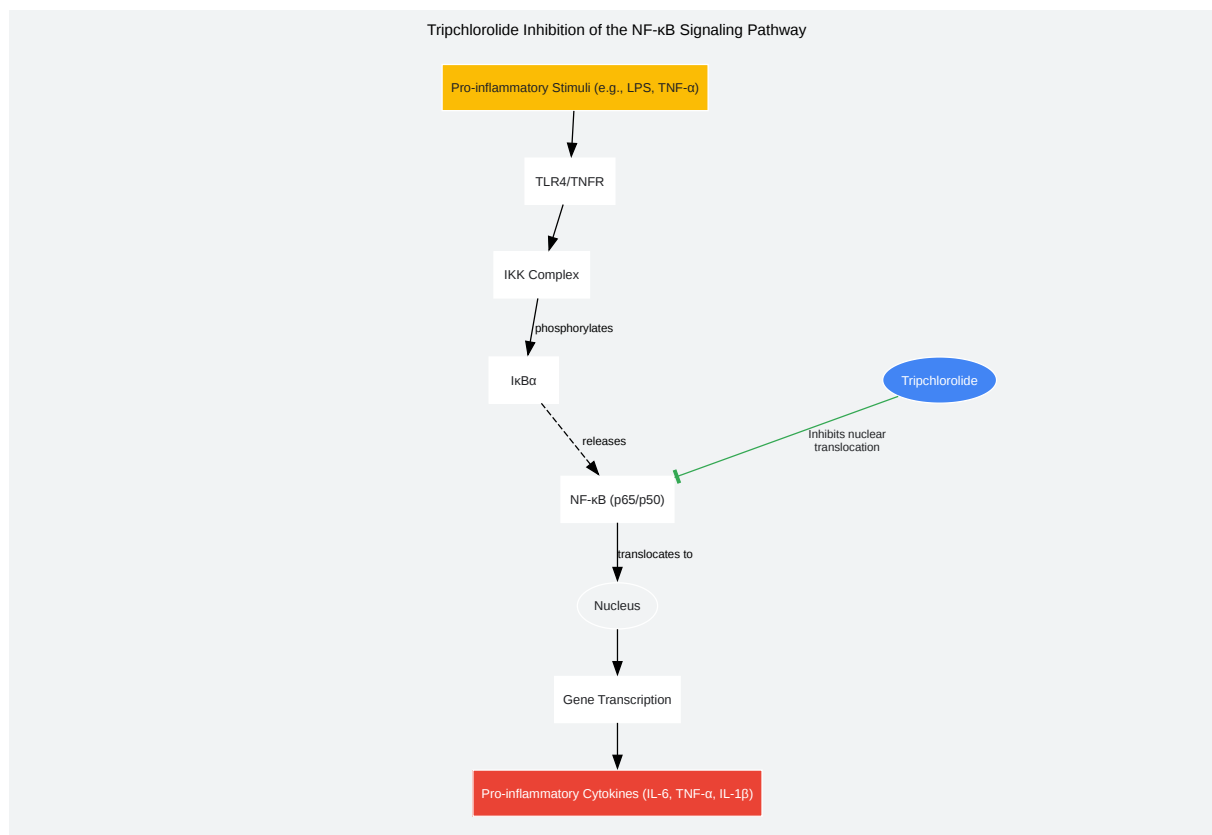 Tripchlorolide Inhibition of the NF-κB Signaling Pathway
Pro-inflammatory Stimuli (e.g., LPS, TNF-α)
TLR4/TNFR
IKK Complex
phosphorylates
IκBα
Tripchlorolide
releases
Inhibits nuclear
translocation
NF-κB (p65/p50)
translocates to
Nucleus
Gene Transcription
Pro-inflammatory Cytokines (IL-6, TNF-α, IL-1β)